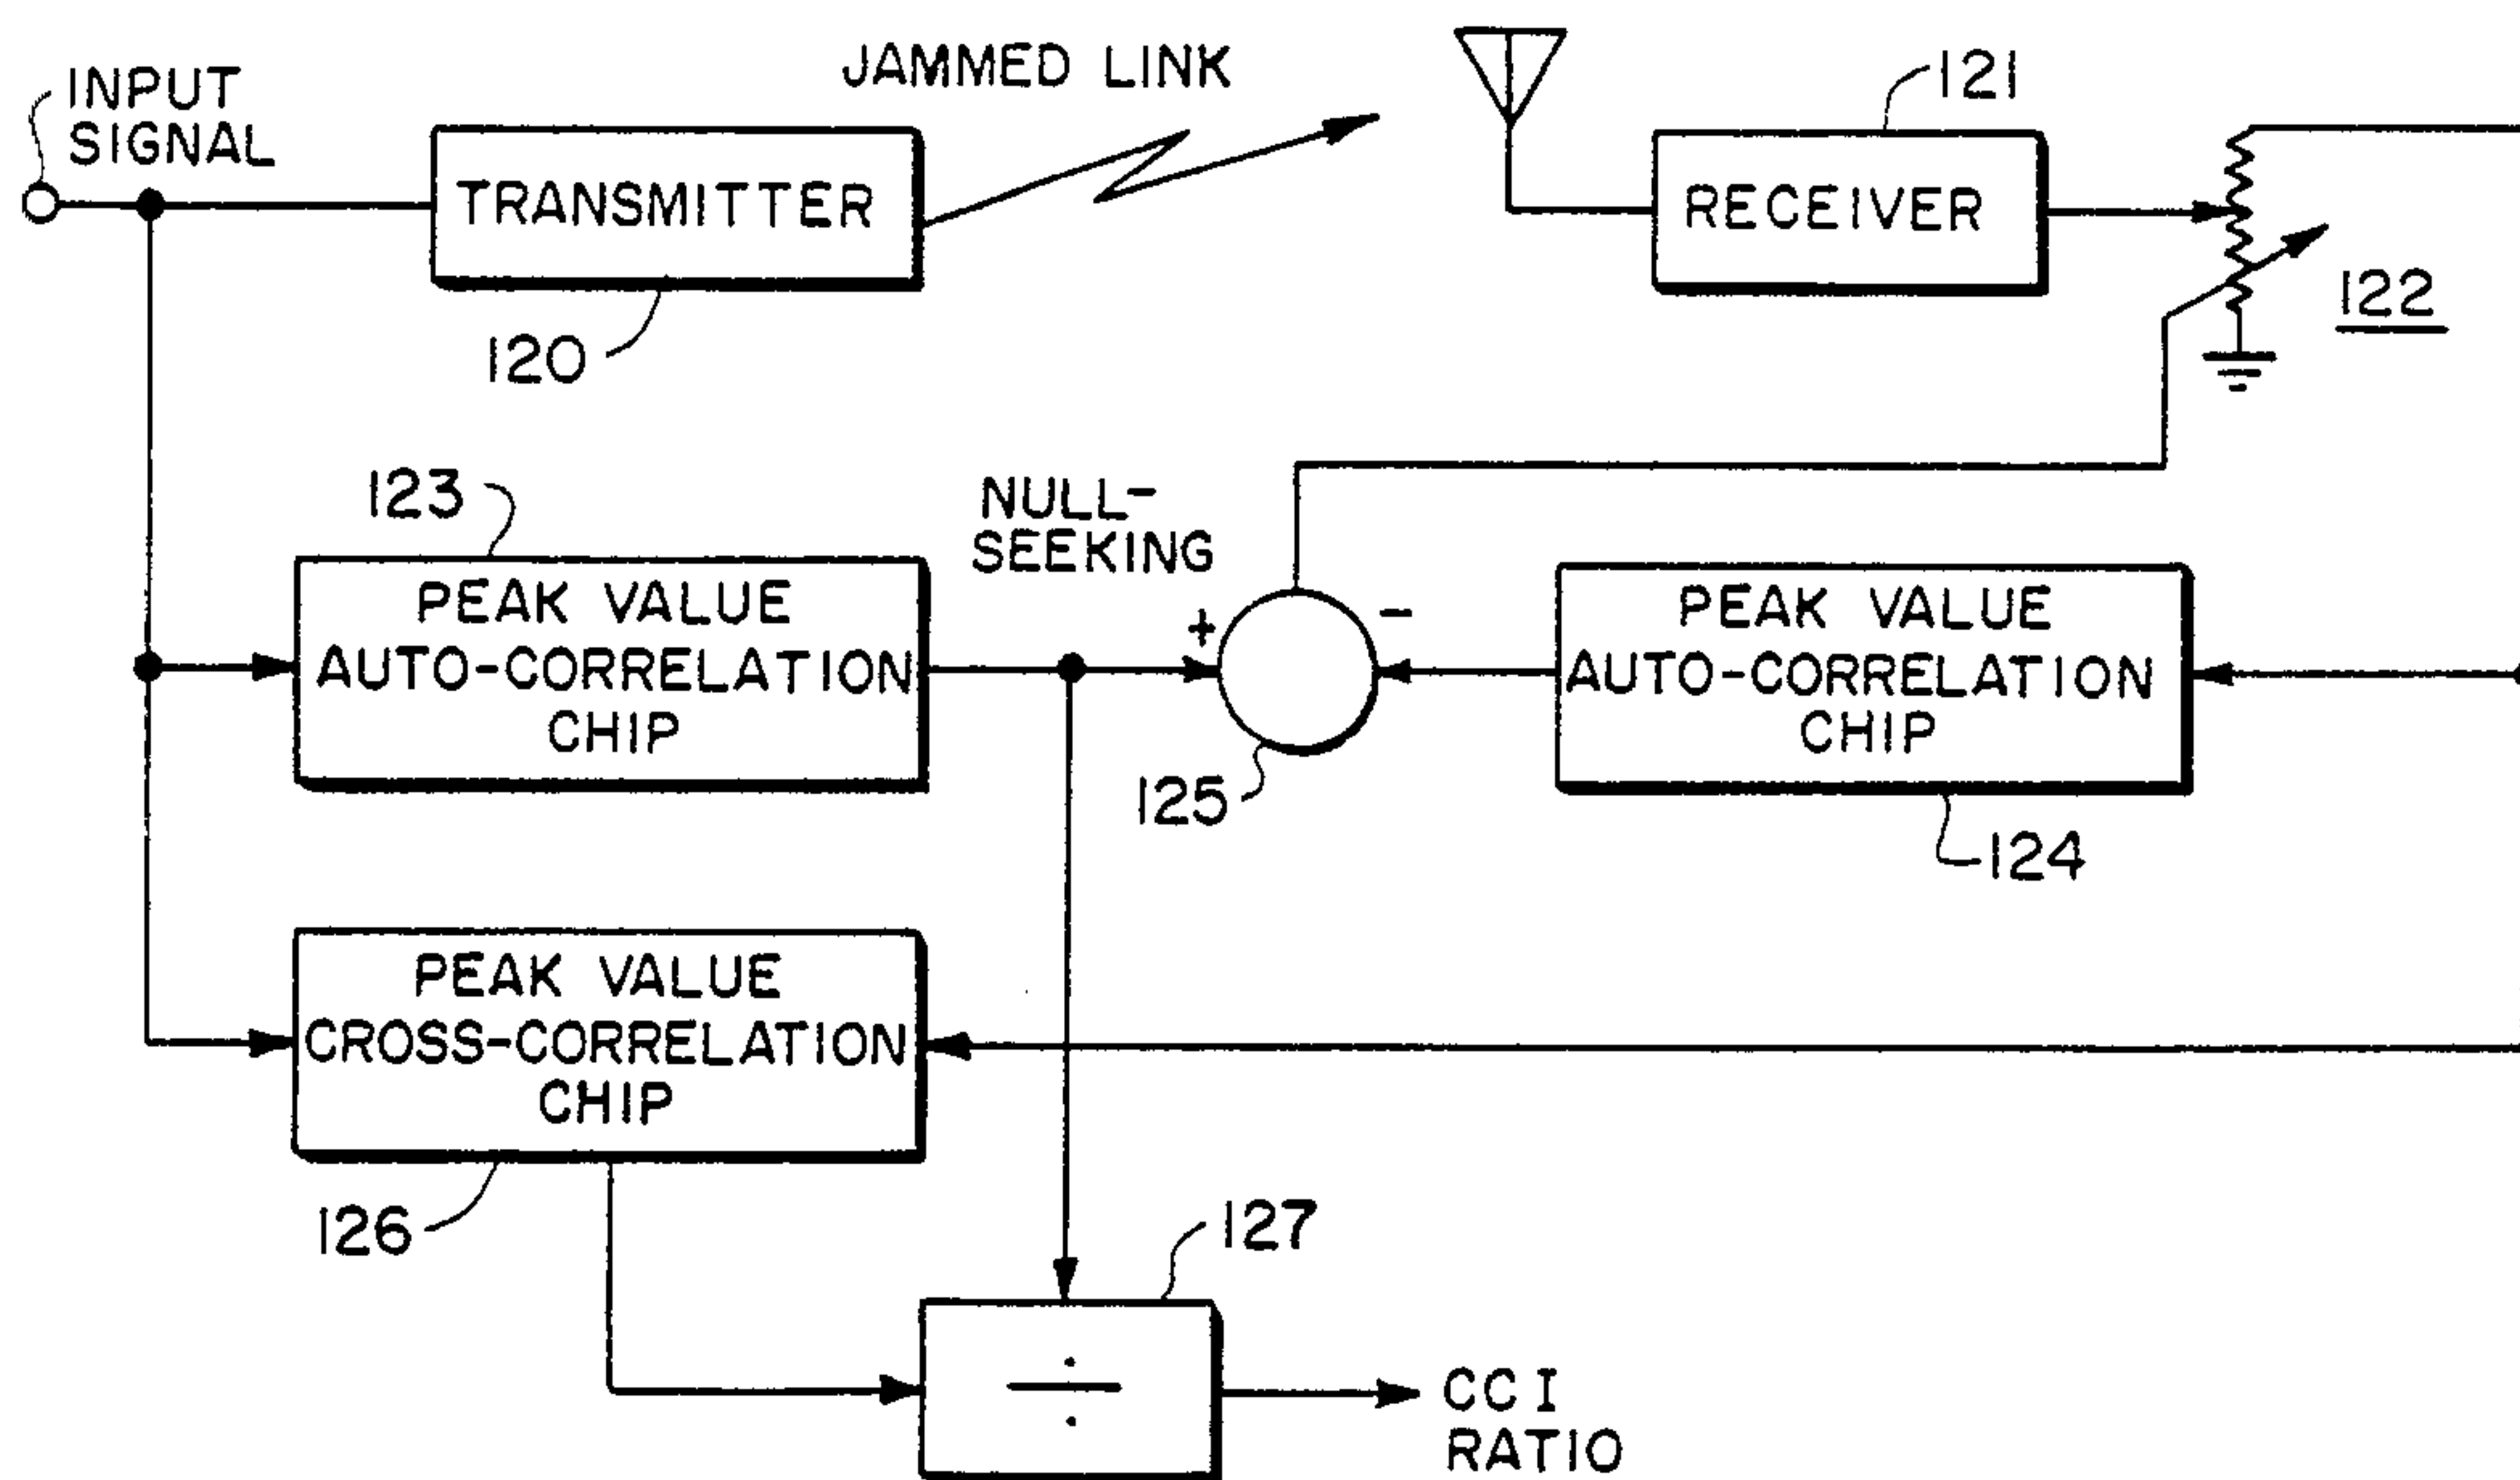 INPUT
SIGNAL
JAMMED LINK
121
TRANSMITTER
RECEIVER
122
120
123
NULL-
SEEKING
PEAK VALUE
AUTO-CORRELATION
CHIP
+
-
PEAK VALUE
AUTO-CORRELATION
CHIP
125
124
PEAK VALUE
CROSS-CORRELATION
CHIP
126
127
÷
CCI
RATIO